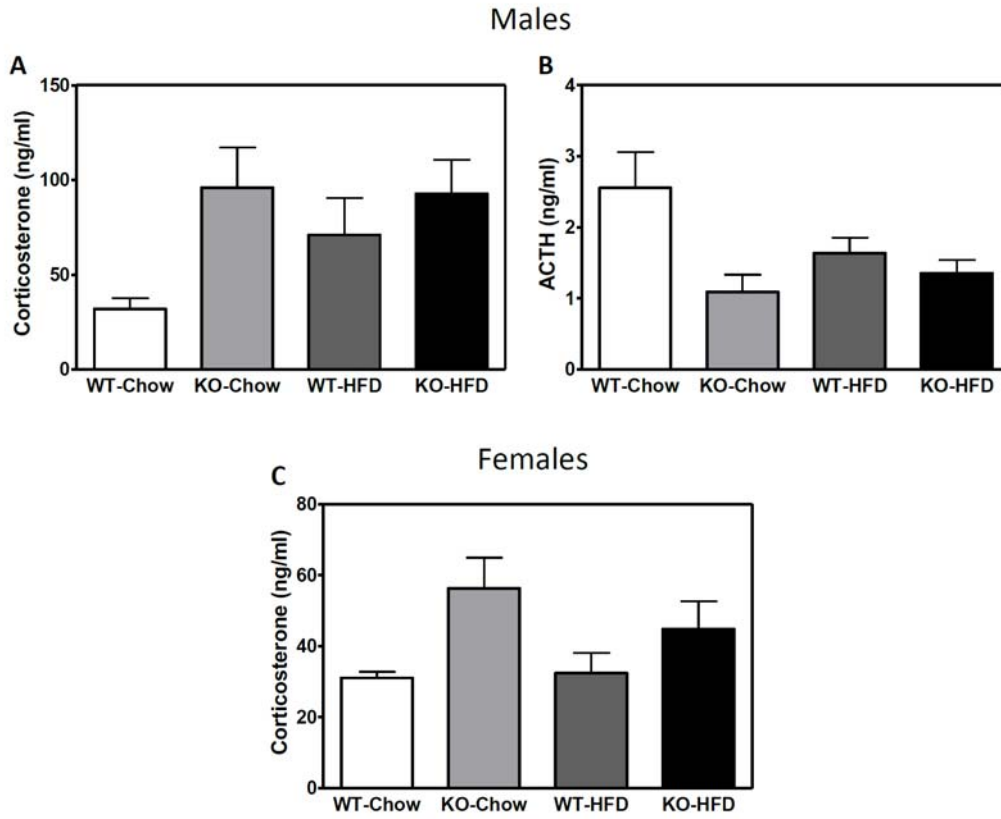 Males
A
Corticosterone (ng/ml)
150
100
50
0
WT-Chow KO-Chow WT-HFD KO-HFD
B
ACTH (ng/ml)
4
3
2
1
0
WT-Chow KO-Chow WT-HFD KO-HFD
Females
C
Corticosterone (ng/ml)
80
60
40
20
0
WT-Chow KO-Chow WT-HFD KO-HFD